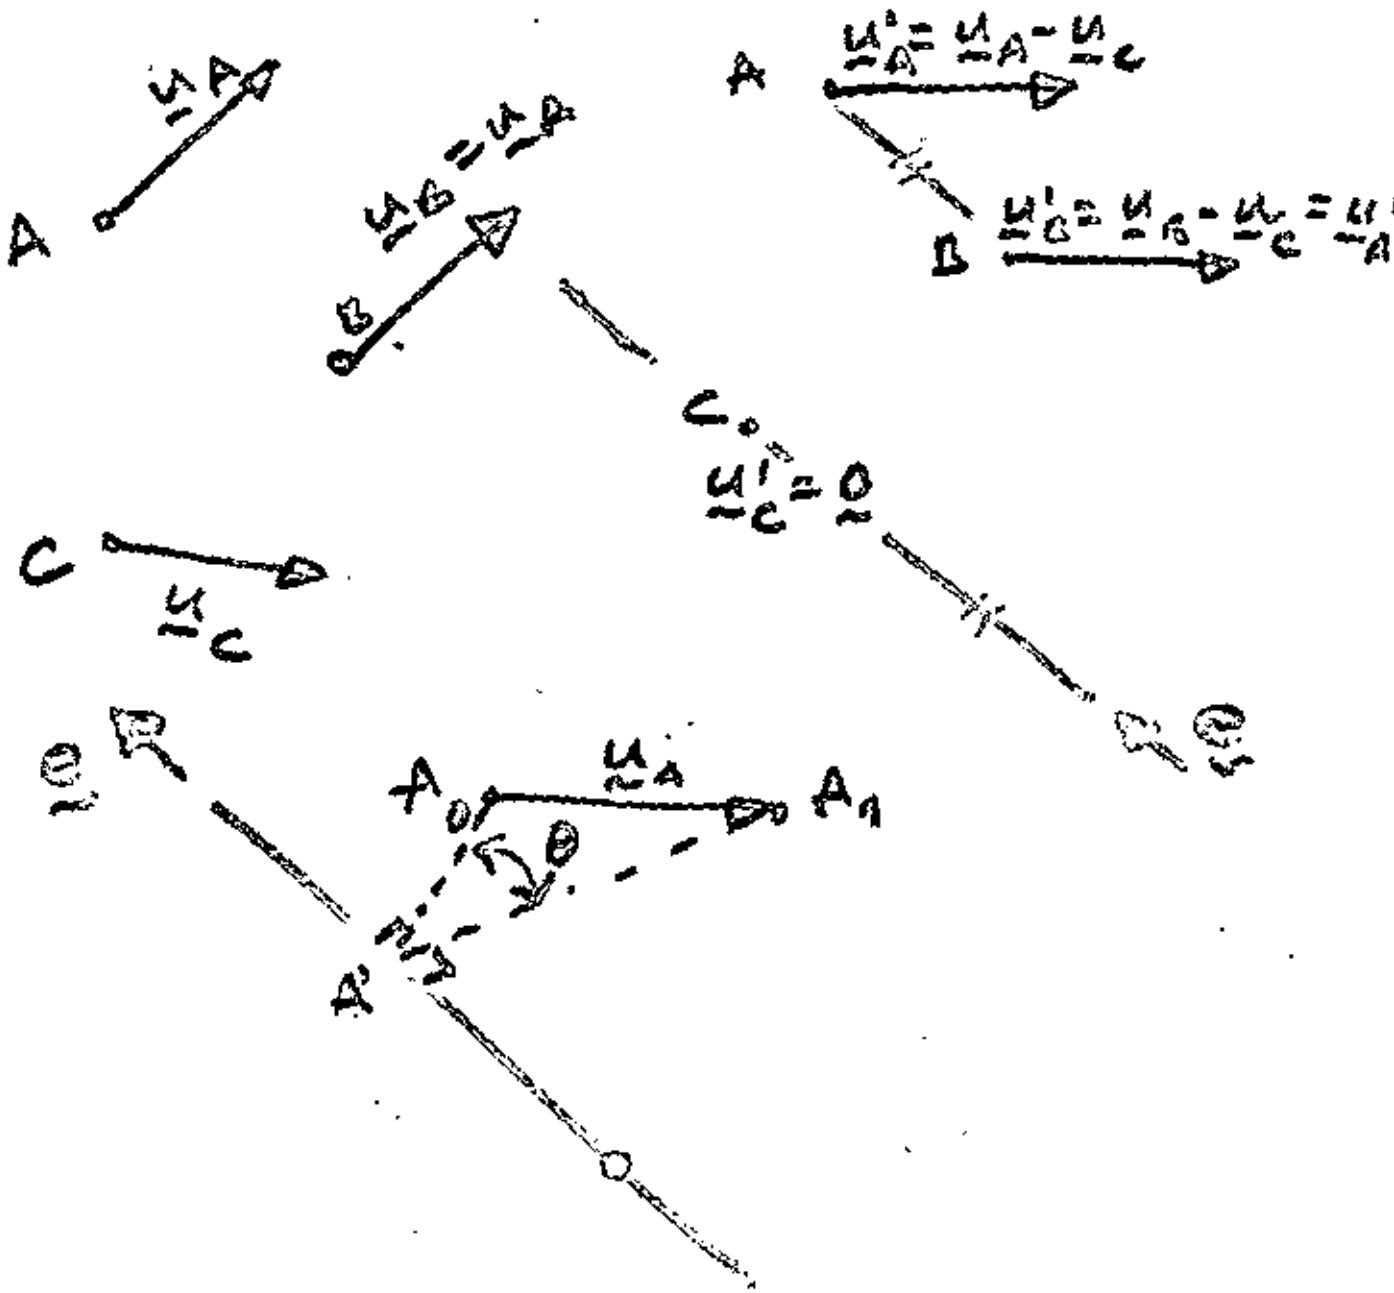 u_A
A
u_B = u_A
B
C
u_C
A
u'_A = u_A - u_C
B
u'_B = u_B - u_C = u'_A
C
u'_C = 0
e
e
A_0
u_A
A_1
θ
A'